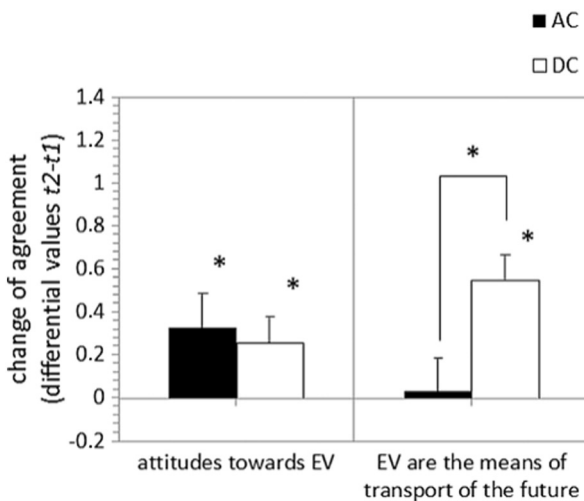 ■ AC
□ DC
change of agreement
(differential values t2-t1)
1.4
1.2
1
0.8
0.6
0.4
0.2
0
-0.2
*
*
*
*
attitudes towards EV
EV are the means of
transport of the future